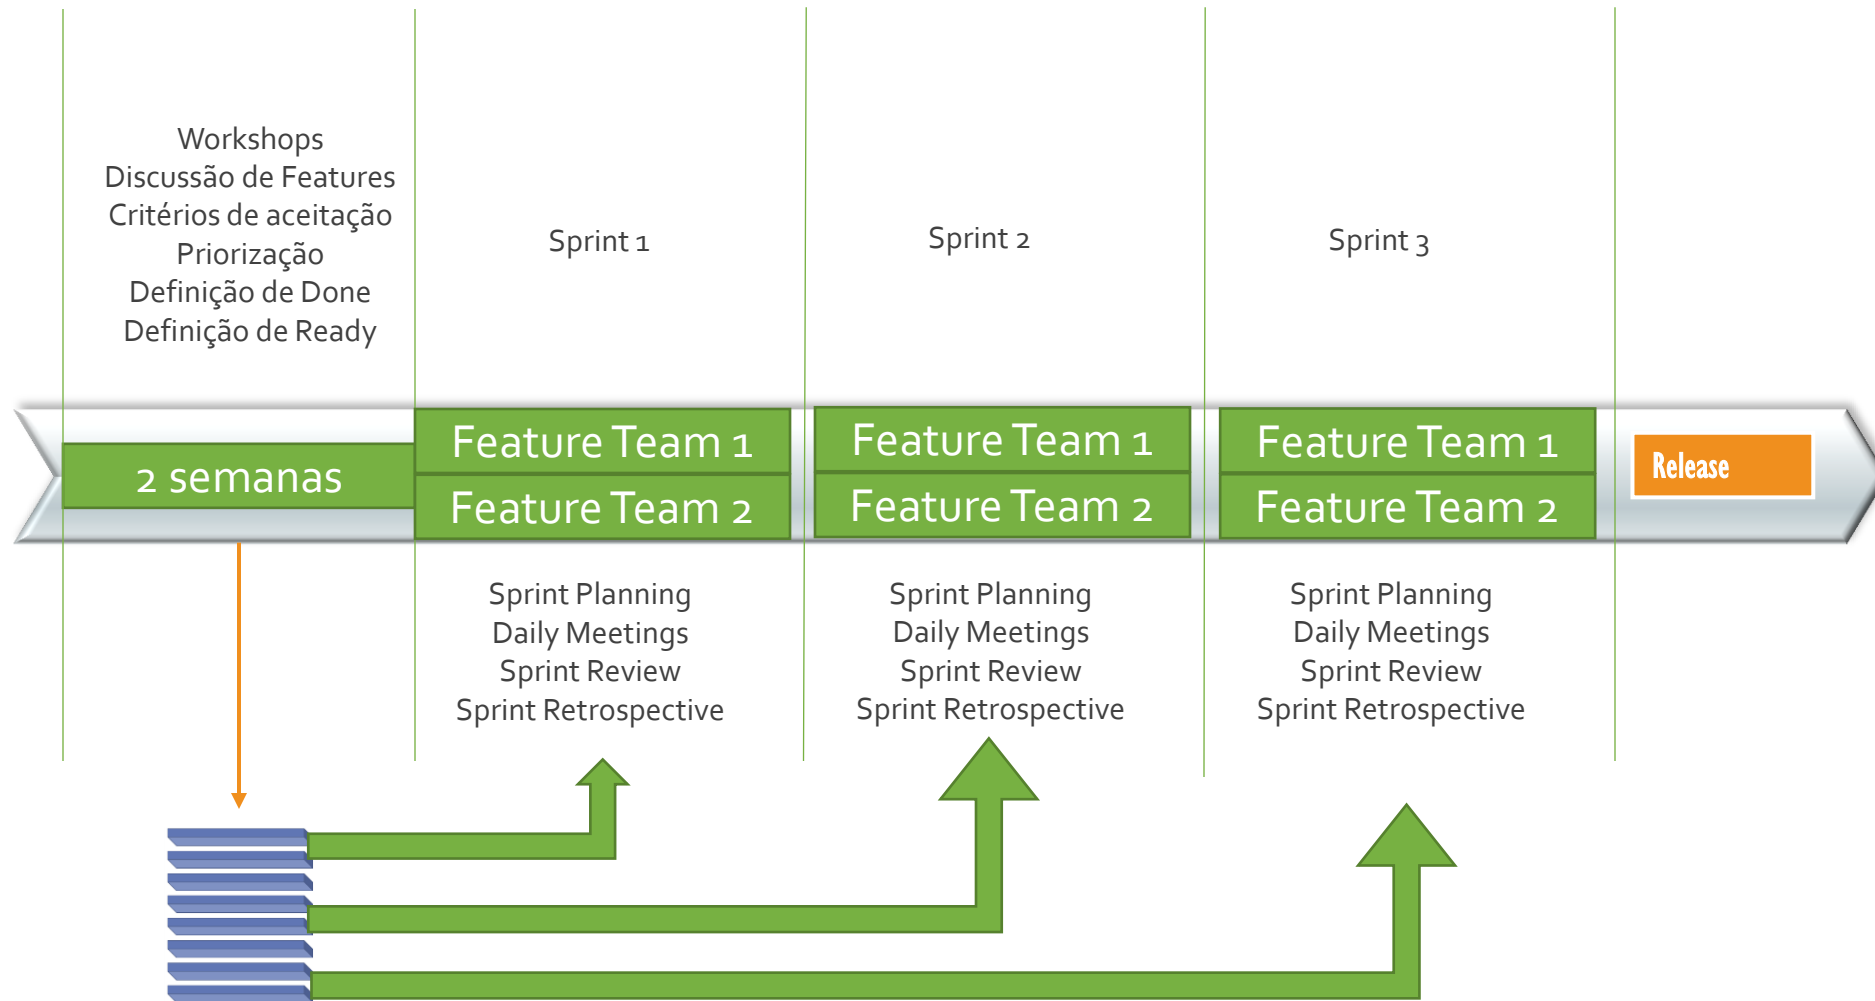 Workshops
Discussão de Features
Critérios de aceitação
Priorização
Definição de Done
Definição de Ready
Sprint 1
Sprint 2
Sprint 3
2 semanas
Feature Team 1
Feature Team 2
Feature Team 1
Feature Team 2
Feature Team 1
Feature Team 2
Release
Sprint Planning
Daily Meetings
Sprint Review
Sprint Retrospective
Sprint Planning
Daily Meetings
Sprint Review
Sprint Retrospective
Sprint Planning
Daily Meetings
Sprint Review
Sprint Retrospective